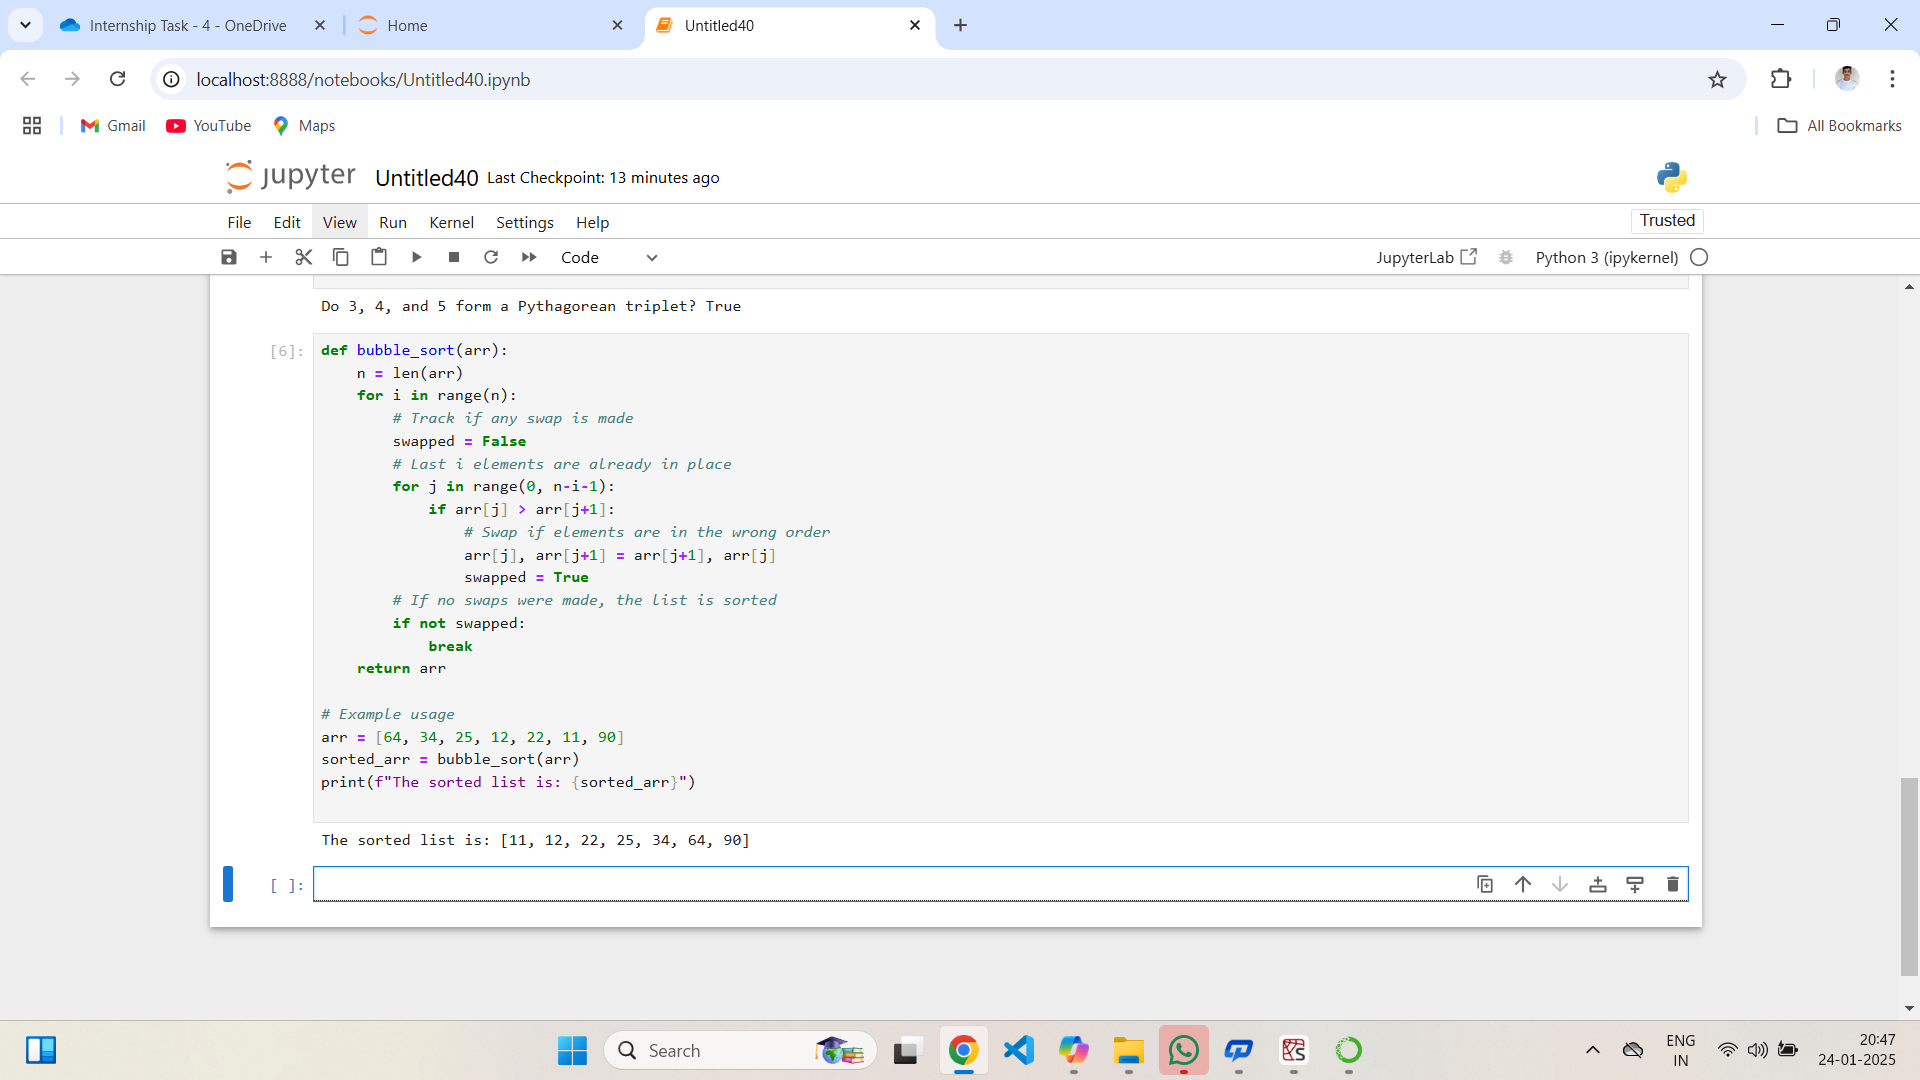 Internship Task - 4 - OneDrive
Home
Untitled40
localhost:8888/notebooks/Untitled40.ipynb
Gmail
YouTube
Maps
All Bookmarks
jupyter
Untitled40 Last Checkpoint: 13 minutes ago
File Edit View Run Kernel Settings Help
Trusted
Code
JupyterLab
Python 3 (ipykernel)
Do 3, 4, and 5 form a Pythagorean triplet? True
[6]:
def bubble_sort(arr):
    n = len(arr)
    for i in range(n):
        # Track if any swap is made
        swapped = False
        # Last i elements are already in place
        for j in range(0, n-i-1):
            if arr[j] > arr[j+1]:
                # Swap if elements are in the wrong order
                arr[j], arr[j+1] = arr[j+1], arr[j]
                swapped = True
        # If no swaps were made, the list is sorted
        if not swapped:
            break
    return arr
# Example usage
arr = [64, 34, 25, 12, 22, 11, 90]
sorted_arr = bubble_sort(arr)
print(f"The sorted list is: {sorted_arr}")
The sorted list is: [11, 12, 22, 25, 34, 64, 90]
[ ]:
Search
ENG
IN
20:47
24-01-2025